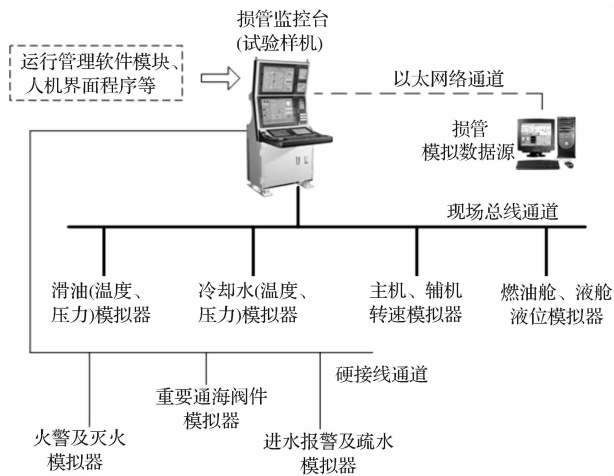 损管监控台
(试验样机)
运行管理软件模块、
人机界面程序等
以太网络通道
损管
模拟数据源
现场总线通道
滑油(温度、
压力)模拟器
冷却水(温度、
压力)模拟器
主机、辅机
转速模拟器
燃油舱、液舱
液位模拟器
硬接线通道
重要通海阀件
模拟器
火警及灭火
模拟器
进水报警及疏水
模拟器